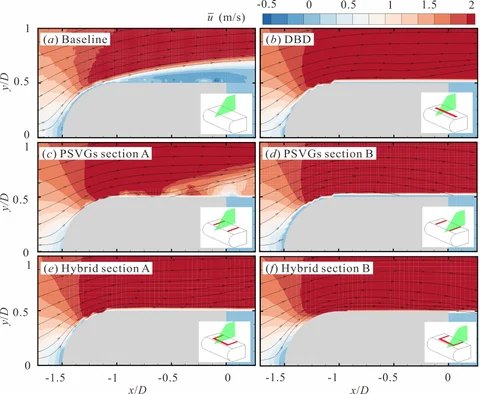 u̅ (m/s)
-0.5 0 0.5 1 1.5 2
(a) Baseline
(b) DBD
(c) PSVGs section A
(d) PSVGs section B
(e) Hybrid section A
(f) Hybrid section B
1
0.5
0
y/D
1
0.5
0
y/D
1
0.5
0
y/D
-1.5 -1 -0.5 0
-1.5 -1 -0.5 0
x/D
x/D